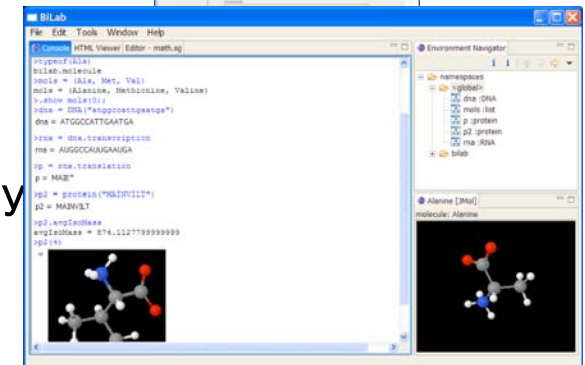 BiLab
File Edit Tools Window Help
Console HTML Viewer Editor - math.sg
>typeof(Ala)
bilab.molecule
>mols = (Ala, Met, Val)
mols = (Alanine, Methionine, Valine)
>.show mols(0);
>dna = DNA("atggccattgaatga")
dna = ATGGCCATTGAATGA
>rna = dna.transcription
rna = AUGGCCAUUGAAUGA
>p = rna.translation
p = MAIE*
>p2 = protein("MAINVILT")
p2 = MAINVILT
>p2.avgIsoMass
avgIsoMass = 874.1127799999999
>p2(4)
=
y
Environment Navigator
namespaces
<global>
dna :DNA
mols :list
p :protein
p2 :protein
rna :RNA
bilab
Alanine [JMol]
molecule: Alanine